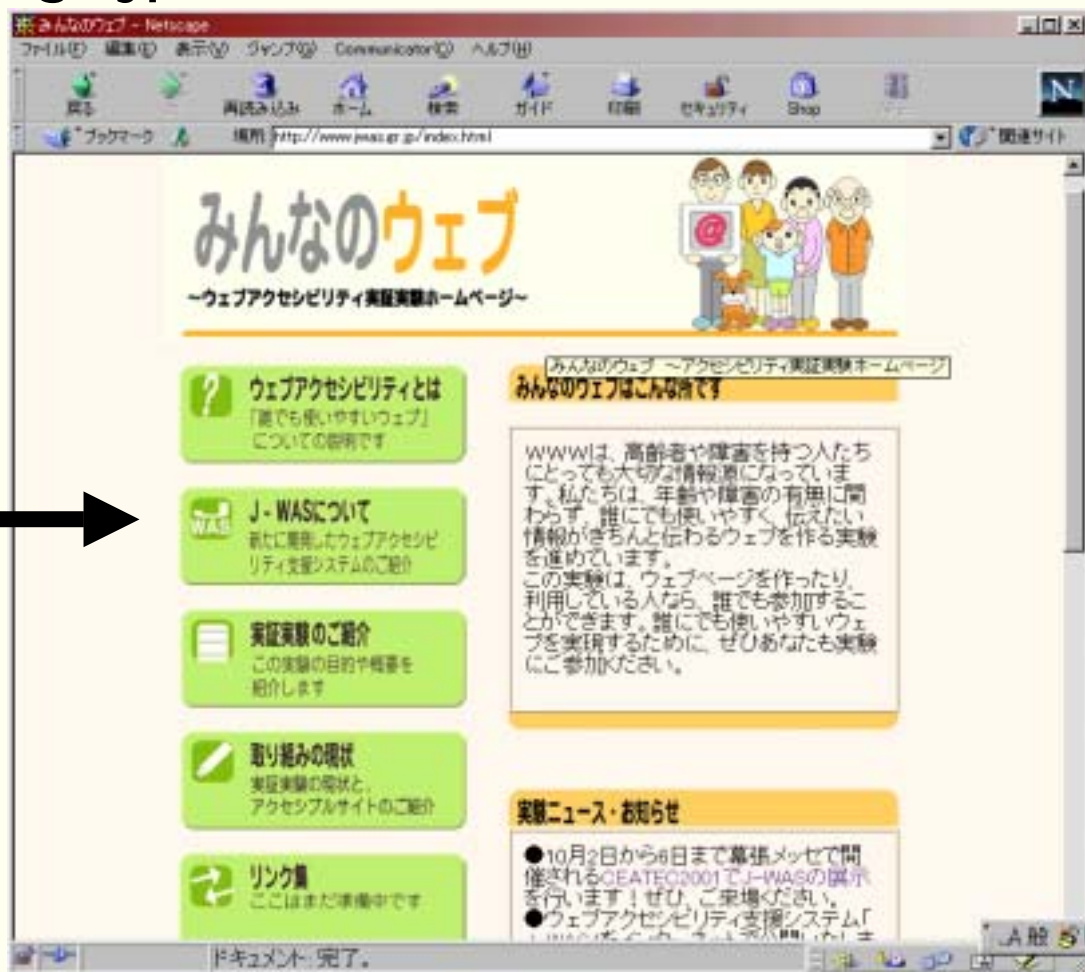 みんなのウェブ - Netscape
ファイル(F) 編集(E) 表示(V) ジャンプ(G) Communicator(C) ヘルプ(H)
戻る 再読み込み ホーム 検索 ガイド 印刷 セキュリティ Shop
N
ブックマーク 場所: http://www.jwas.gr.jp/index.html 関連サイト
みんなのウェブ
～ウェブアクセシビリティ実証実験ホームページ～
@
みんなのウェブ ～アクセシビリティ実証実験ホームページ
?
ウェブアクセシビリティとは
「誰でも使いやすいウェブ」
についての説明です
WAS
J - WASについて
新たに開発したウェブアクセシビ
リティ支援システムのご紹介
実証実験のご紹介
この実験の目的や概要を
紹介します
取り組みの現状
実証実験の現状と、
アクセシブルサイトのご紹介
リンク集
ここはまだ準備中です
みんなのウェブはこんな所です
WWWは、高齢者や障害を持つ人たち
にとっても大切な情報源になっていま
す。私たちは、年齢や障害の有無に関
わらず、誰にでも使いやすく、伝えたい
情報がきちんと伝わるウェブを作る実験
を進めています。
この実験は、ウェブページを作ったり、
利用している人なら、誰でも参加するこ
とができます。誰にでも使いやすいウェ
ブを実現するために、ぜひあなたも実験
にご参加ください。
実験ニュース・お知らせ
●10月2日から6日まで幕張メッセで開
催されるCEATEC2001でJ-WASの展示
を行います！ぜひ、ご来場ください。
●ウェブアクセシビリティ支援システム「
ドキュメント: 完了。
A 般